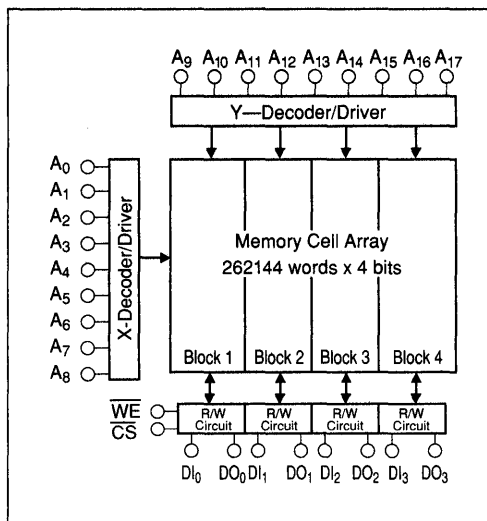 A₉ A₁₀ A₁₁ A₁₂ A₁₃ A₁₄ A₁₅ A₁₆ A₁₇
Y—Decoder/Driver
A₀
A₁
A₂
A₃
A₄
A₅
A₆
A₇
A₈
X-Decoder/Driver
Memory Cell Array
262144 words x 4 bits
Block 1 Block 2 Block 3 Block 4
W̅E̅
C̅S̅
R/W Circuit
R/W Circuit
R/W Circuit
R/W Circuit
DI₀ DO₀ DI₁ DO₁ DI₂ DO₂ DI₃ DO₃